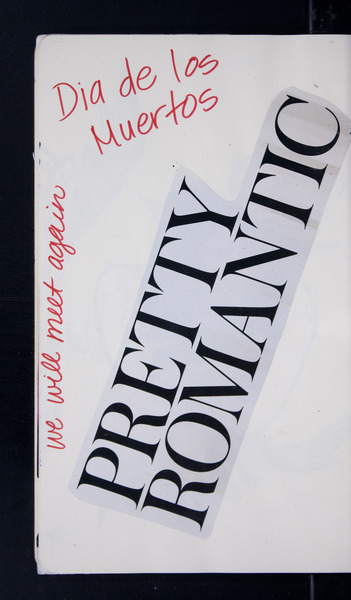 Dia de los
Muertos
we will meet again
PRETTY
ROMANTIC